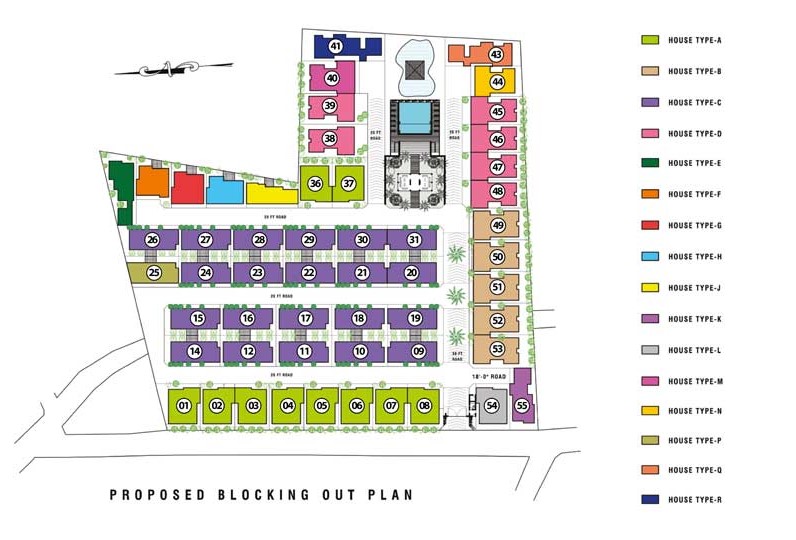 41
43
40
44
39
45
38
46
47
36
37
48
20 FT ROAD
20 FT ROAD
20 FT ROAD
49
26
27
28
29
30
31
50
25
24
23
22
21
20
51
20 FT ROAD
15
16
17
18
19
52
14
12
11
10
09
53
20 FT ROAD
20 FT ROAD
18'-0" ROAD
01
02
03
04
05
06
07
08
54
55
PROPOSED BLOCKING OUT PLAN
HOUSE TYPE-A
HOUSE TYPE-B
HOUSE TYPE-C
HOUSE TYPE-D
HOUSE TYPE-E
HOUSE TYPE-F
HOUSE TYPE-G
HOUSE TYPE-H
HOUSE TYPE-J
HOUSE TYPE-K
HOUSE TYPE-L
HOUSE TYPE-M
HOUSE TYPE-N
HOUSE TYPE-P
HOUSE TYPE-Q
HOUSE TYPE-R